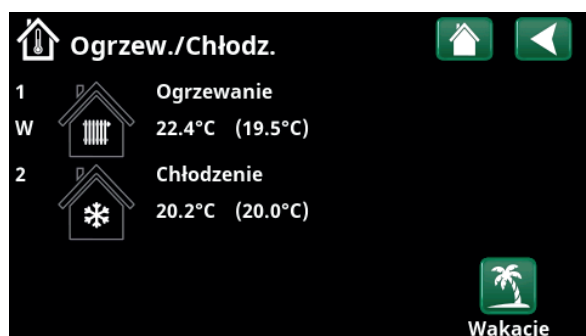 Ogrzew./Chłodz.
1 Ogrzewanie
W 22.4°C (19.5°C)
2 Chłodzenie
20.2°C (20.0°C)
Wakacje